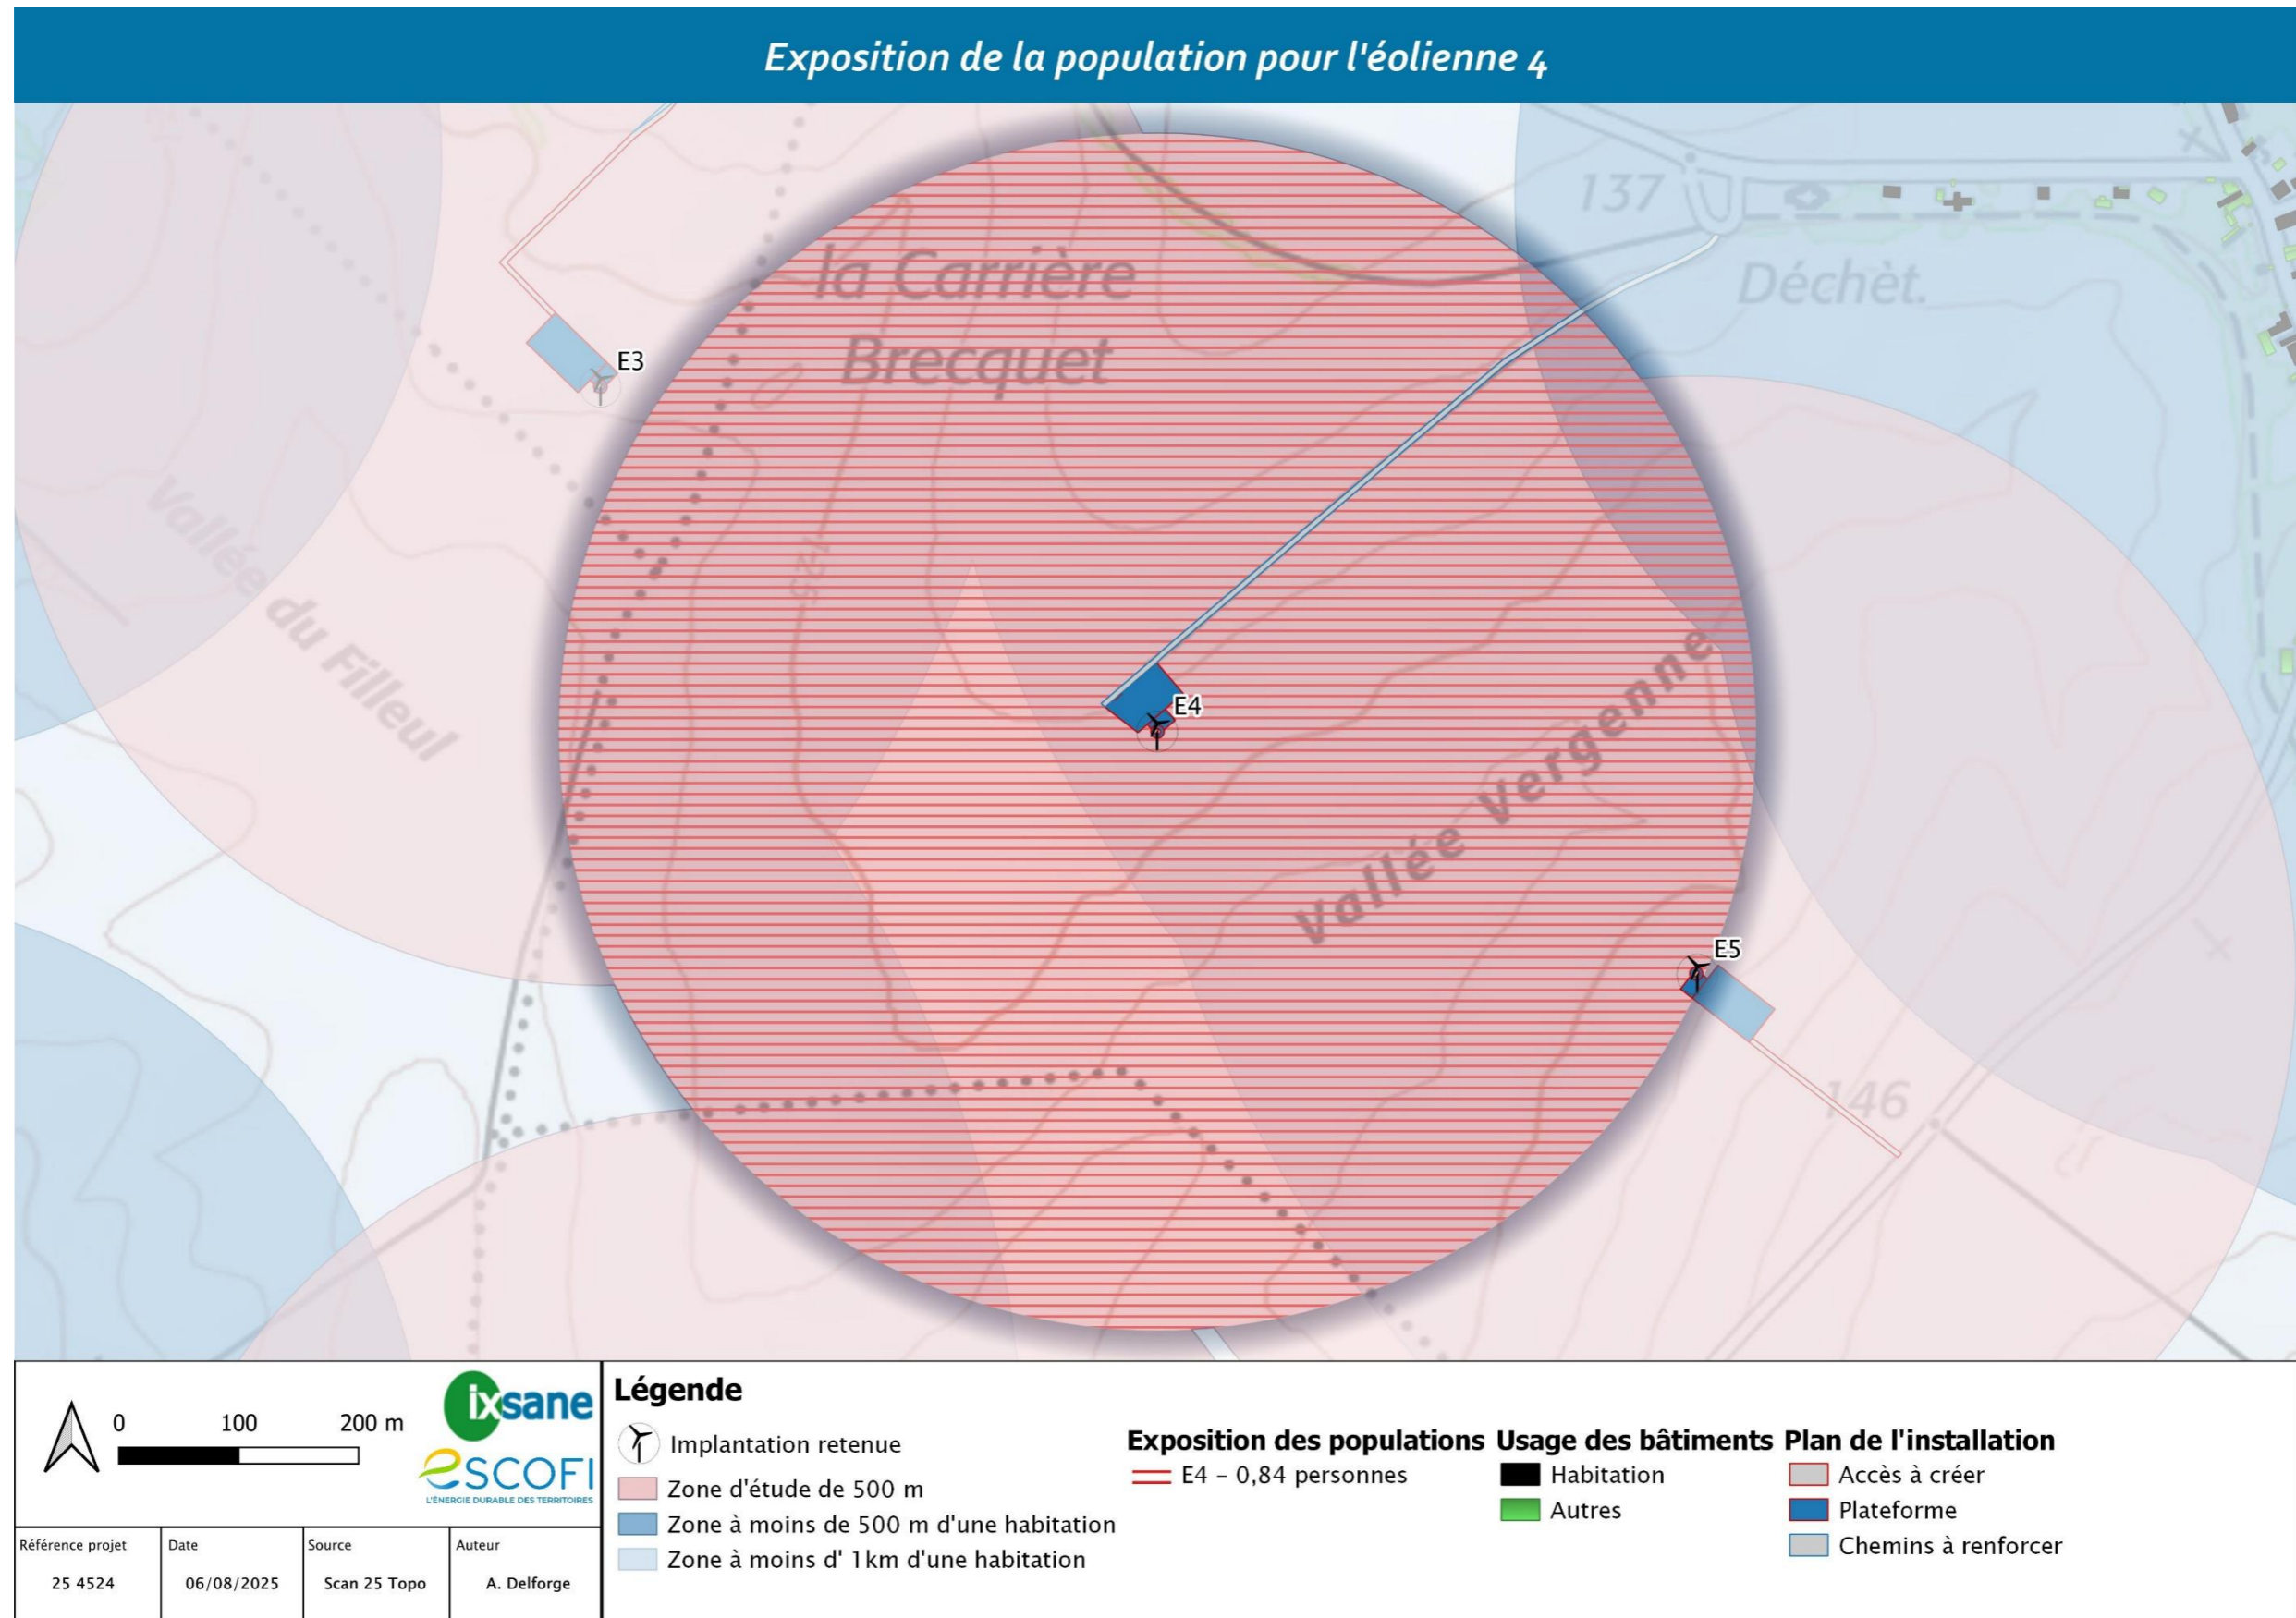 Exposition de la population pour l'éolienne 4
137
Déchèt.
la Carrière
Brecquet
E3
125
Vallée du Filleul
E4
Vallée Vergenne
E5
146
0 100 200 m
ixsane
eSCOFI
L'ÉNERGIE DURABLE DES TERRITOIRES
Référence projet
25 4524
Date
06/08/2025
Source
Scan 25 Topo
Auteur
A. Delforge
Légende
Implantation retenue
Zone d'étude de 500 m
Zone à moins de 500 m d'une habitation
Zone à moins d' 1km d'une habitation
Exposition des populations
E4 – 0,84 personnes
Usage des bâtiments
Habitation
Autres
Plan de l'installation
Accès à créer
Plateforme
Chemins à renforcer